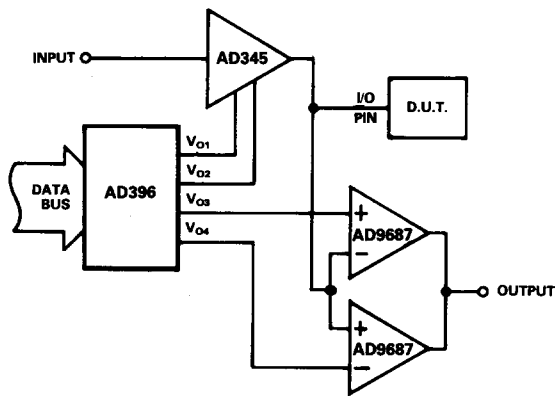 INPUT
AD345
I/O
PIN
D.U.T.
DATA
BUS
AD396
VO1
VO2
VO3
VO4
+
AD9687
−
+
AD9687
−
OUTPUT